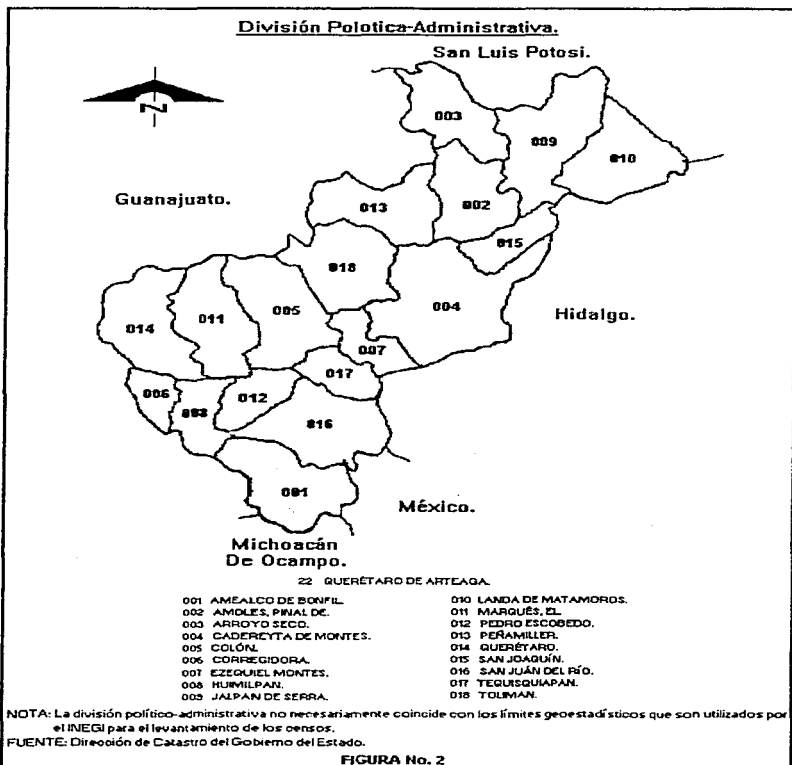 División Polotica-Administrativa.
San Luis Potosi.
N
003
009
010
Guanajuato.
013
002
015
018
004
Hidalgo.
014
011
005
007
017
006
008
012
016
001
México.
Michoacán
De Ocampo.
22 QUERÉTARO DE ARTEAGA.
001 AMEALCO DE BONFIL
002 AMOLES, PINAL DE.
003 ARROYO SECO.
004 CADEREYTA DE MONTES.
005 COLÓN.
006 CORREGIDORA.
007 EZEQUIEL MONTES.
008 HUIMILPAN.
009 JALPAN DE SERRA.
010 LANDA DE MATAMOROS.
011 MARQUÉS, EL
012 PEDRO ESCOBEDO.
013 PEÑAMILLER.
014 QUERÉTARO.
015 SAN JOAQUÍN.
016 SAN JUÁN DEL RÍO.
017 TEQUISQUIAPAN.
018 TOLIMAN.
NOTA: La división político-administrativa no necesariamente coincide con los límites geoestadísticos que son utilizados por
el INEGI para el levantamiento de los censos.
FUENTE: Dirección de Catastro del Gobierno del Estado.
FIGURA No. 2